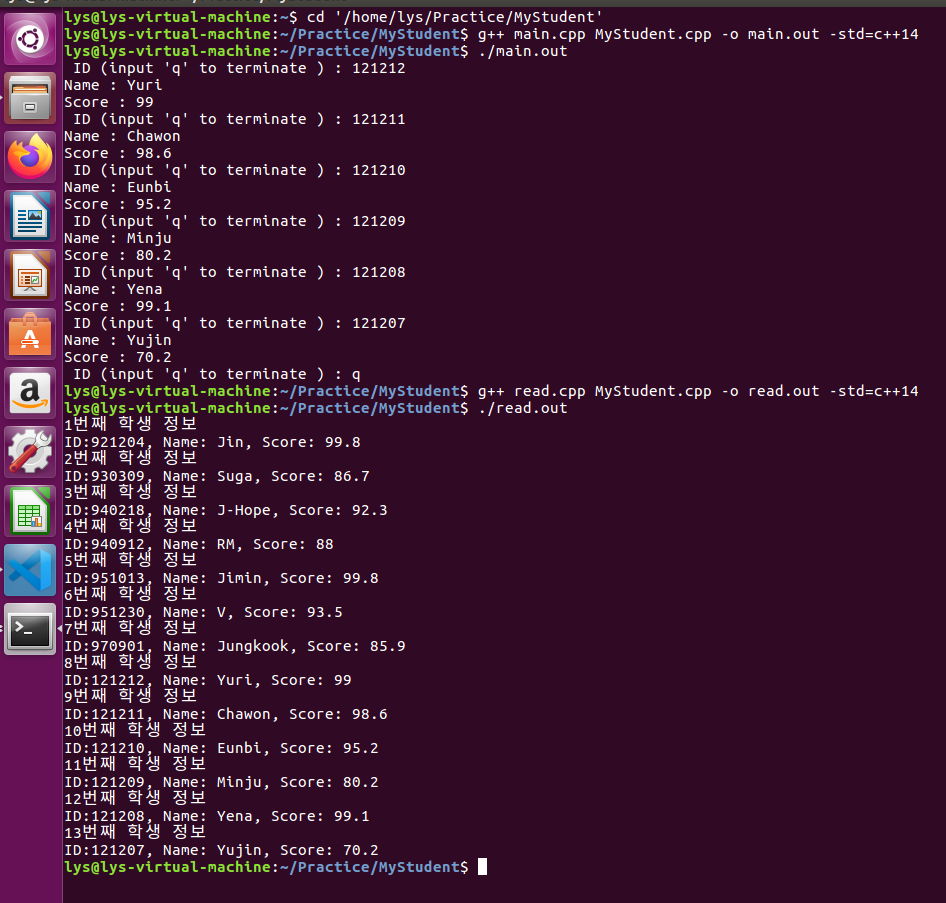 lys@lys-virtual-machine:~$ cd '/home/lys/Practice/MyStudent'
lys@lys-virtual-machine:~/Practice/MyStudent$ g++ main.cpp MyStudent.cpp -o main.out -std=c++14
lys@lys-virtual-machine:~/Practice/MyStudent$ ./main.out
 ID (input 'q' to terminate ) : 121212
Name : Yuri
Score : 99
 ID (input 'q' to terminate ) : 121211
Name : Chawon
Score : 98.6
 ID (input 'q' to terminate ) : 121210
Name : Eunbi
Score : 95.2
 ID (input 'q' to terminate ) : 121209
Name : Minju
Score : 80.2
 ID (input 'q' to terminate ) : 121208
Name : Yena
Score : 99.1
 ID (input 'q' to terminate ) : 121207
Name : Yujin
Score : 70.2
 ID (input 'q' to terminate ) : q
lys@lys-virtual-machine:~/Practice/MyStudent$ g++ read.cpp MyStudent.cpp -o read.out -std=c++14
lys@lys-virtual-machine:~/Practice/MyStudent$ ./read.out
1번째 학생 정보
ID:921204, Name: Jin, Score: 99.8
2번째 학생 정보
ID:930309, Name: Suga, Score: 86.7
3번째 학생 정보
ID:940218, Name: J-Hope, Score: 92.3
4번째 학생 정보
ID:940912, Name: RM, Score: 88
5번째 학생 정보
ID:951013, Name: Jimin, Score: 99.8
6번째 학생 정보
ID:951230, Name: V, Score: 93.5
7번째 학생 정보
ID:970901, Name: Jungkook, Score: 85.9
8번째 학생 정보
ID:121212, Name: Yuri, Score: 99
9번째 학생 정보
ID:121211, Name: Chawon, Score: 98.6
10번째 학생 정보
ID:121210, Name: Eunbi, Score: 95.2
11번째 학생 정보
ID:121209, Name: Minju, Score: 80.2
12번째 학생 정보
ID:121208, Name: Yena, Score: 99.1
13번째 학생 정보
ID:121207, Name: Yujin, Score: 70.2
lys@lys-virtual-machine:~/Practice/MyStudent$